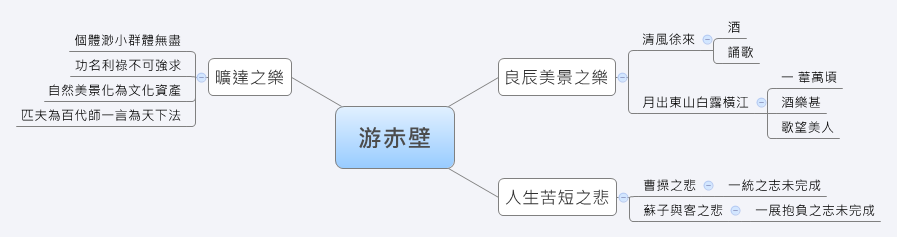 游赤壁
良辰美景之樂
清風徐來
酒
誦歌
月出東山白露橫江
一 葦萬頃
酒樂甚
歌望美人
人生苦短之悲
曹操之悲
一統之志未完成
蘇子與客之悲
一展抱負之志未完成
曠達之樂
個體渺小群體無盡
功名利祿不可強求
自然美景化為文化資產
匹夫為百代師一言為天下法